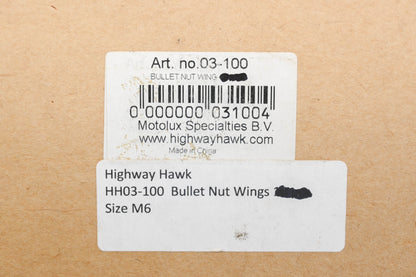 Art. no.03-100
BULLET NUT WING
0 000000 031004
Motolux Specialties B.V.
www.highwayhawk.com
Made in China
Highway Hawk
HH03-100 Bullet Nut Wings
Size M6